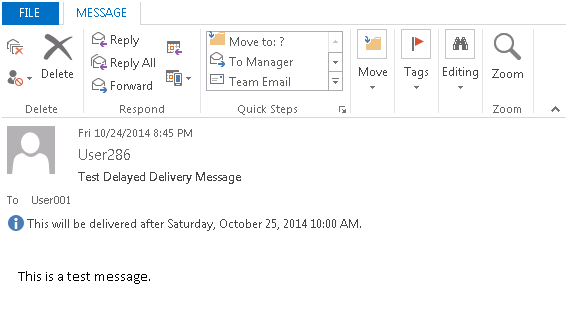 FILE MESSAGE
Reply Move to: ?
Delete Reply All To Manager Move Tags Editing Zoom
Forward Team Email
Delete Respond Quick Steps Zoom
Fri 10/24/2014 8:45 PM
User286
Test Delayed Delivery Message
To User001
This will be delivered after Saturday, October 25, 2014 10:00 AM.
This is a test message.